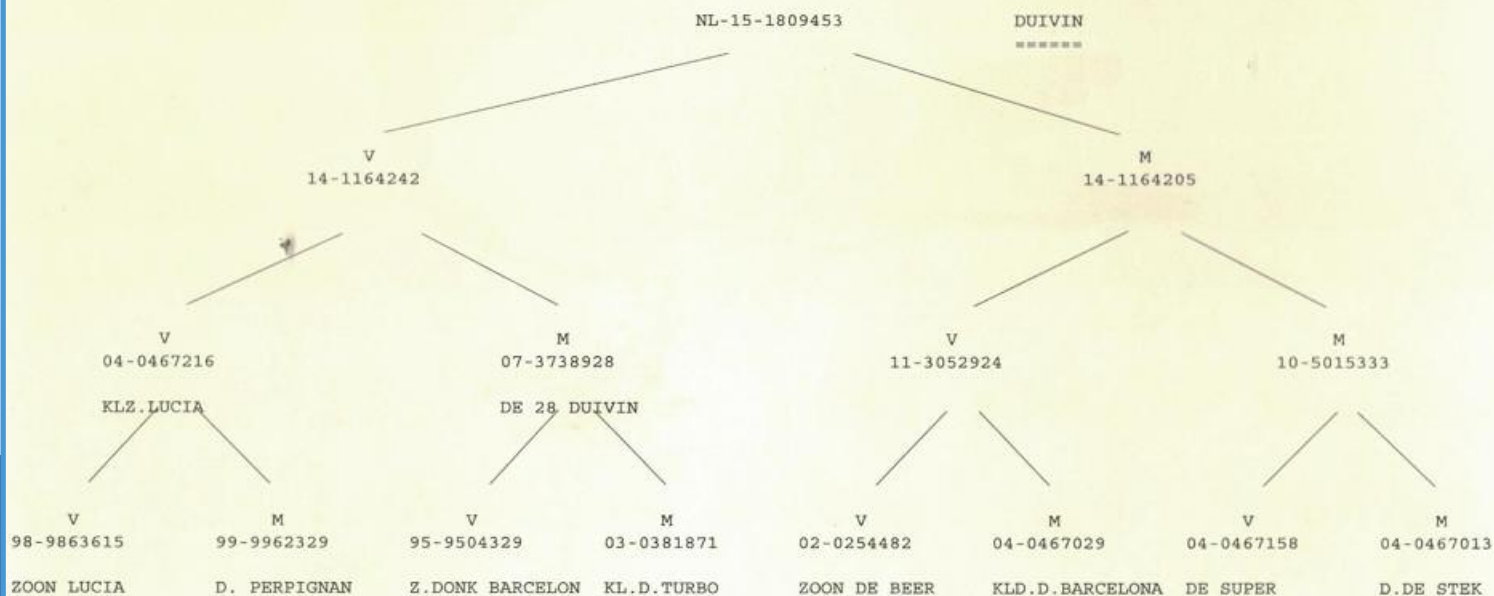 NL-15-1809453 DUIVIN
======
V M
14-1164242 14-1164205
V M V M
04-0467216 07-3738928 11-3052924 10-5015333
KLZ.LUCIA DE 28 DUIVIN
V M V M V M V M
98-9863615 99-9962329 95-9504329 03-0381871 02-0254482 04-0467029 04-0467158 04-0467013
ZOON LUCIA D. PERPIGNAN Z.DONK BARCELON KL.D.TURBO ZOON DE BEER KLD.D.BARCELONA DE SUPER D.DE STEK